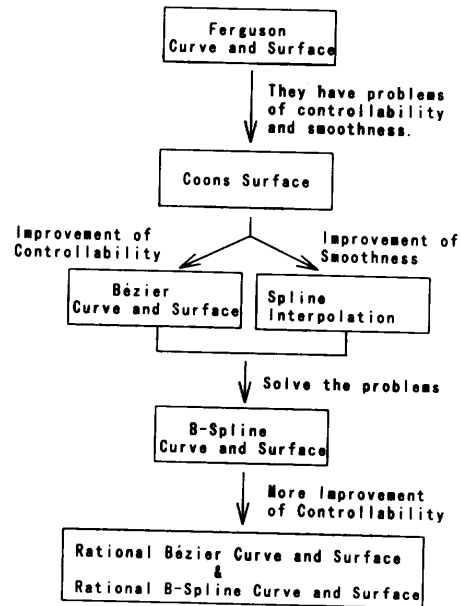 Ferguson
Curve and Surface
They have problems
of controllability
and smoothness.
Coons Surface
Improvement of
Controllability
Improvement of
Smoothness
Bézier
Curve and Surface
Spline
Interpolation
Solve the problems
B-Spline
Curve and Surface
More Improvement
of Controllability
Rational Bézier Curve and Surface
&
Rational B-Spline Curve and Surface